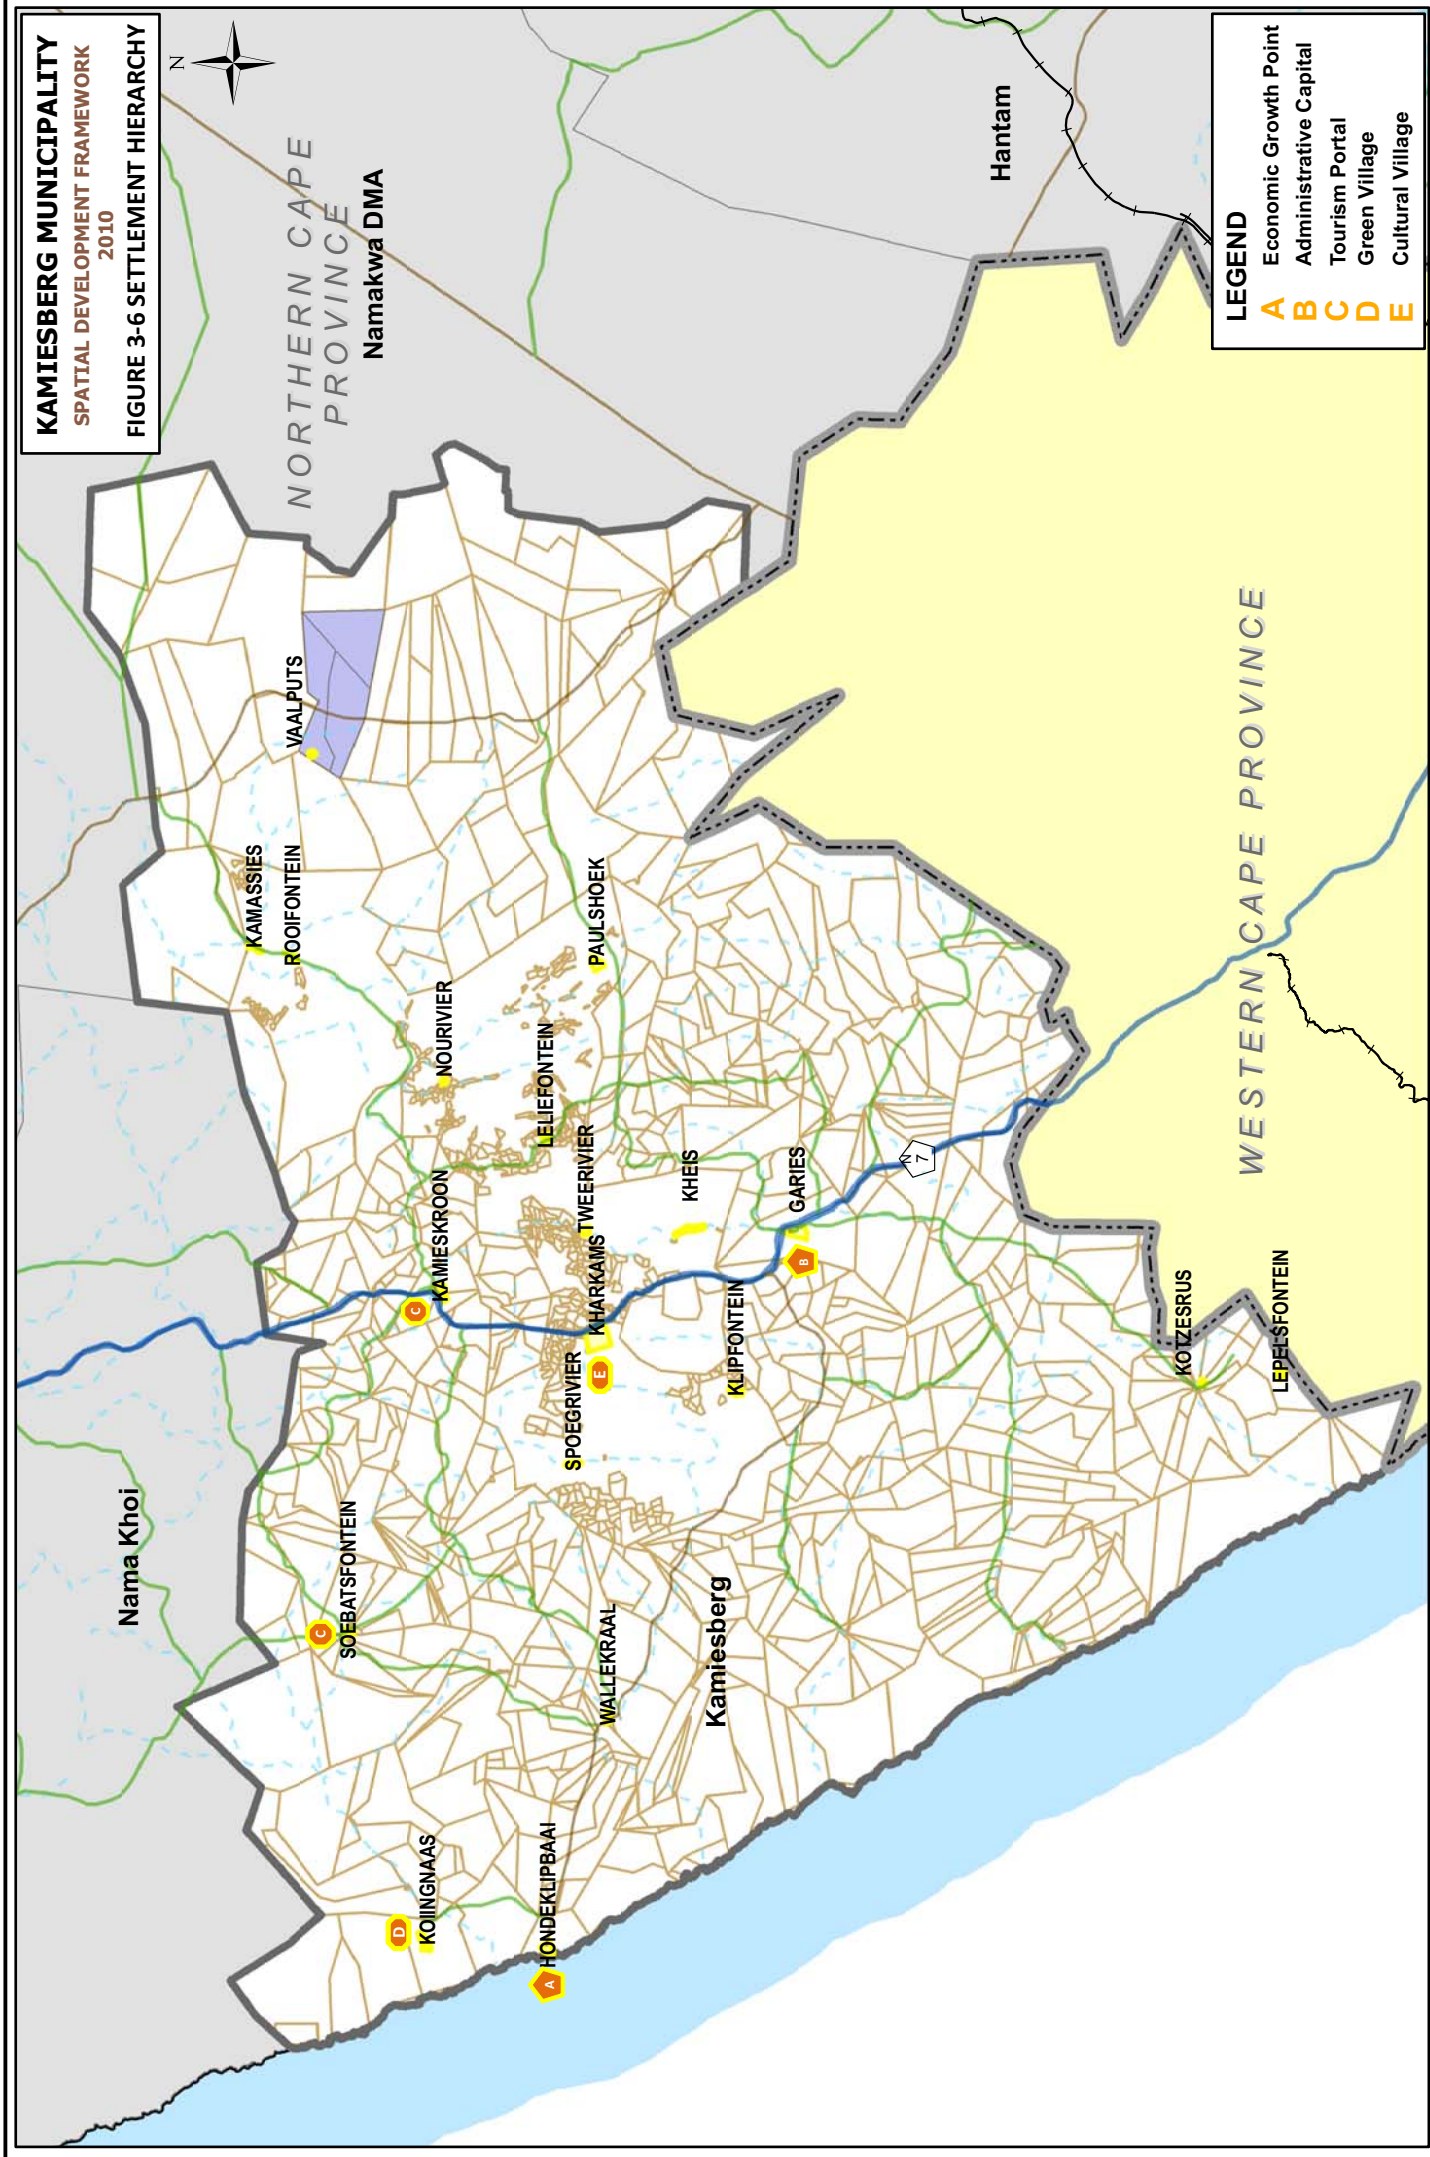 KAMIESBERG MUNICIPALITY
SPATIAL DEVELOPMENT FRAMEWORK
2010
FIGURE 3-6 SETTLEMENT HIERARCHY
N
NORTHERN CAPE
PROVINCE
Namakwa DMA
Nama Khoi
Hantam
VAALPUTS
KAMASSIES
ROOIFONTEIN
NOURIVIER
PAULSHOEK
LELIEFONTEIN
KAMIESKROON
C
TWEERIVIER
KHEIS
GARIES
B
KHARKAMS
E
SPOEGRIVIER
KLIPFONTEIN
SOEBATSFONTEIN
C
WALLEKRAAL
Kamiesberg
KOIINGNAAS
D
HONDEKLIPBAAI
A
N
7
KOTZESRUS
LEPELSFONTEIN
WESTERN CAPE PROVINCE
LEGEND
A Economic Growth Point
B Administrative Capital
C Tourism Portal
D Green Village
E Cultural Village